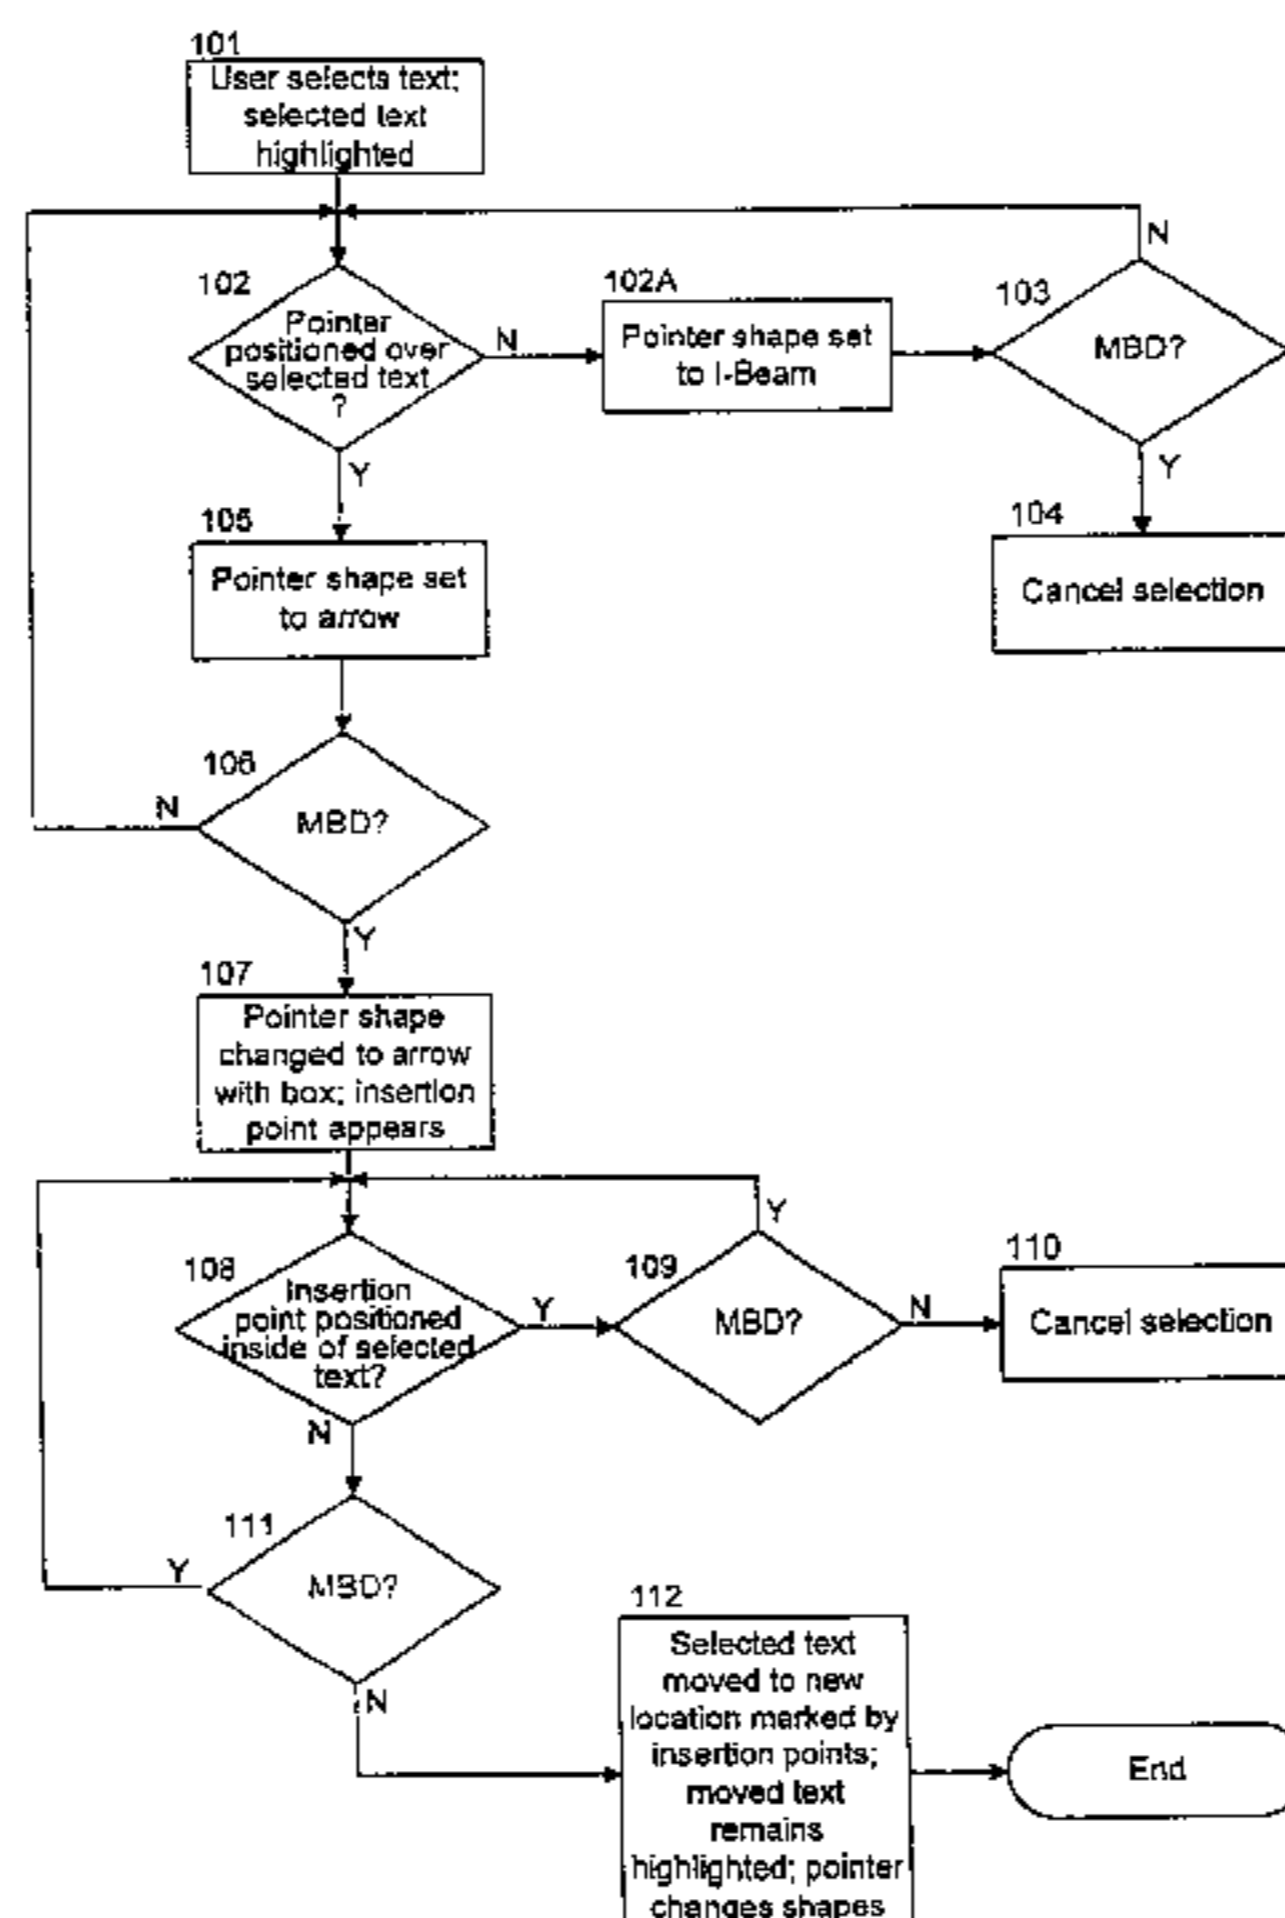 101
User selects text;
selected text
highlighted
102
Pointer
positioned over
selected text
?
N
102A
Pointer shape set
to I-Beam
103
MBD?
N
Y
104
Cancel selection
Y
105
Pointer shape set
to arrow
106
MBD?
N
Y
107
Pointer shape
changed to arrow
with box; insertion
point appears
108
Insertion
point positioned
inside of selected
text?
Y
109
MBD?
Y
N
110
Cancel selection
N
111
MBD?
Y
N
112
Selected text
moved to new
location marked by
insertion points;
moved text
remains
highlighted; pointer
changes shapes
End